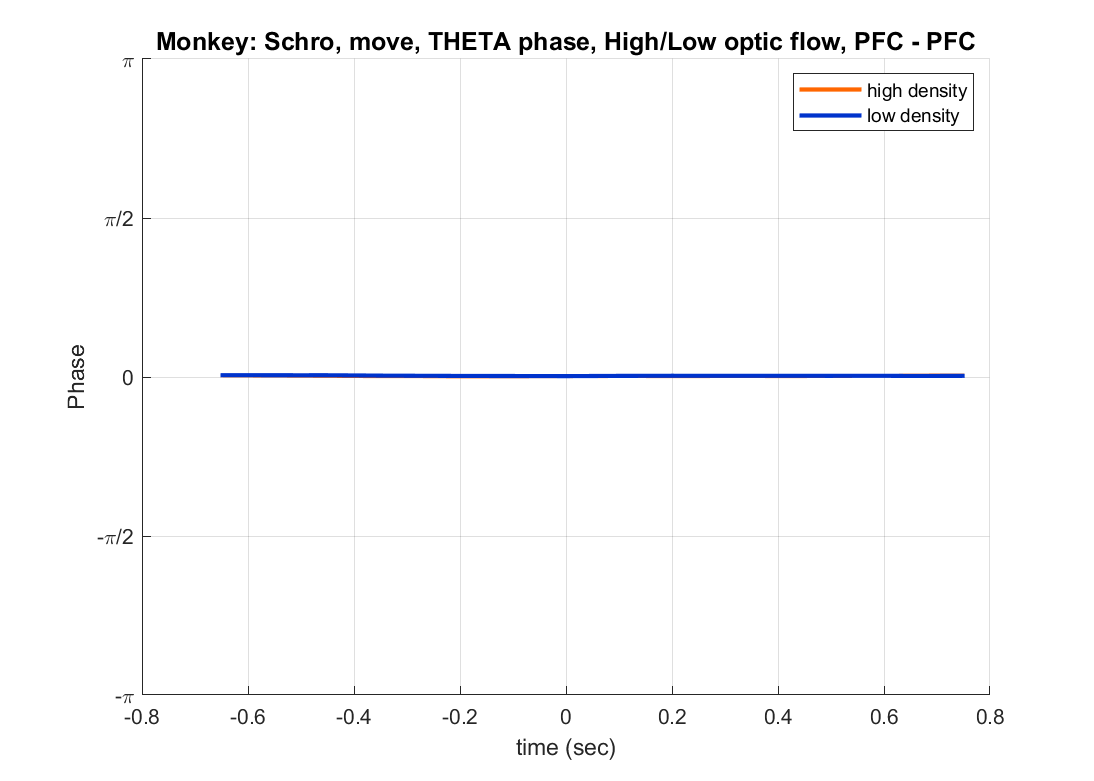 Monkey: Schro, move, THETA phase, High/Low optic flow, PFC - PFC
high density
low density
π
π/2
0
-π/2
-π
Phase
-0.8
-0.6
-0.4
-0.2
0
0.2
0.4
0.6
0.8
time (sec)